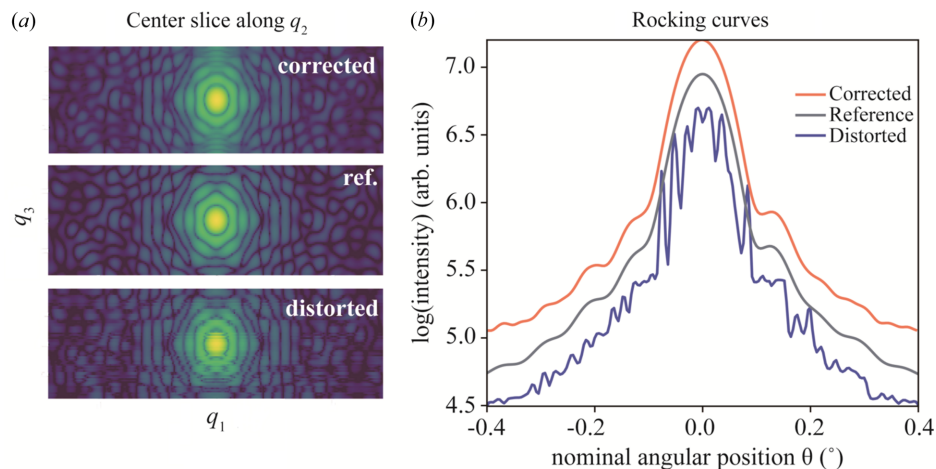 (a) Center slice along q2
corrected
ref.
distorted
q3
q1
(b) Rocking curves
Corrected
Reference
Distorted
log(intensity) (arb. units)
7.0
6.5
6.0
5.5
5.0
4.5
-0.4 -0.2 0.0 0.2 0.4
nominal angular position θ (°)